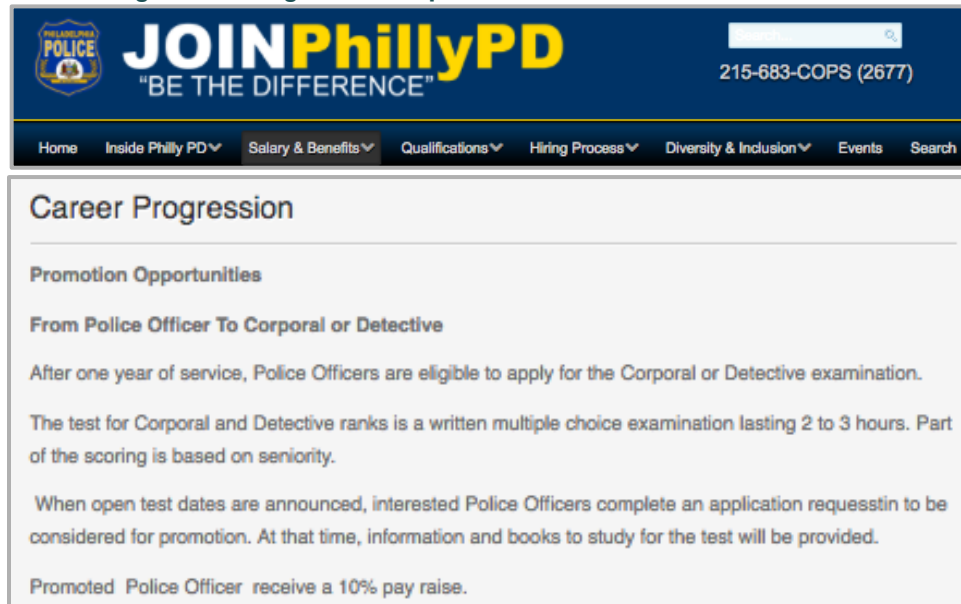 PHILADELPHIA
POLICE
JOINPhillyPD
"BE THE DIFFERENCE"
Search...
215-683-COPS (2677)
Home Inside Philly PD Salary & Benefits Qualifications Hiring Process Diversity & Inclusion Events Search
Career Progression
Promotion Opportunities
From Police Officer To Corporal or Detective
After one year of service, Police Officers are eligible to apply for the Corporal or Detective examination.
The test for Corporal and Detective ranks is a written multiple choice examination lasting 2 to 3 hours. Part
of the scoring is based on seniority.
When open test dates are announced, interested Police Officers complete an application requesstin to be
considered for promotion. At that time, information and books to study for the test will be provided.
Promoted Police Officer receive a 10% pay raise.